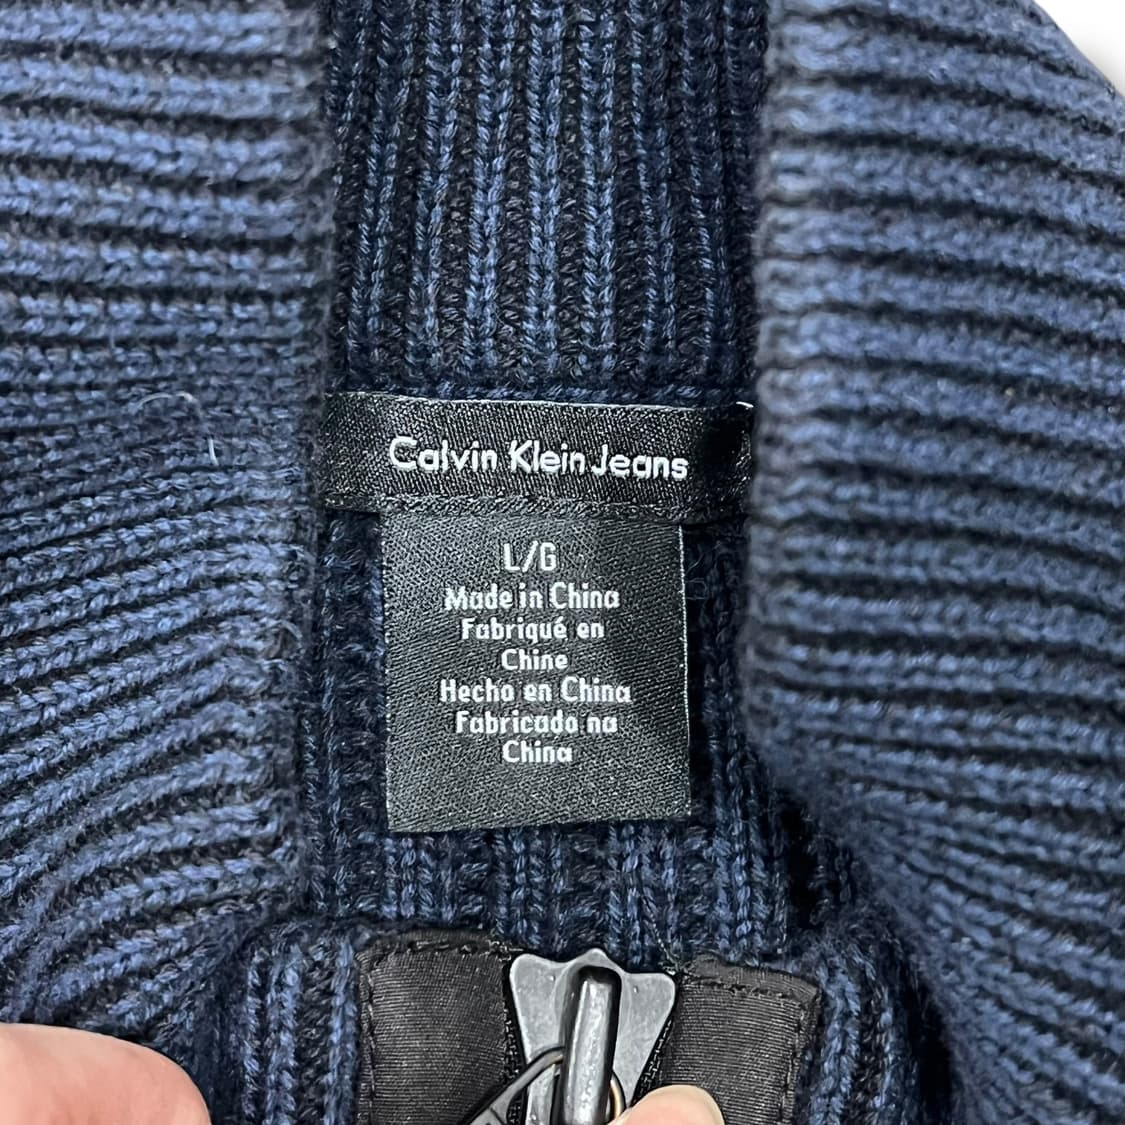 Calvin Klein Jeans
L/G
Made in China
Fabriqué en
Chine
Hecho en China
Fabricado na
China